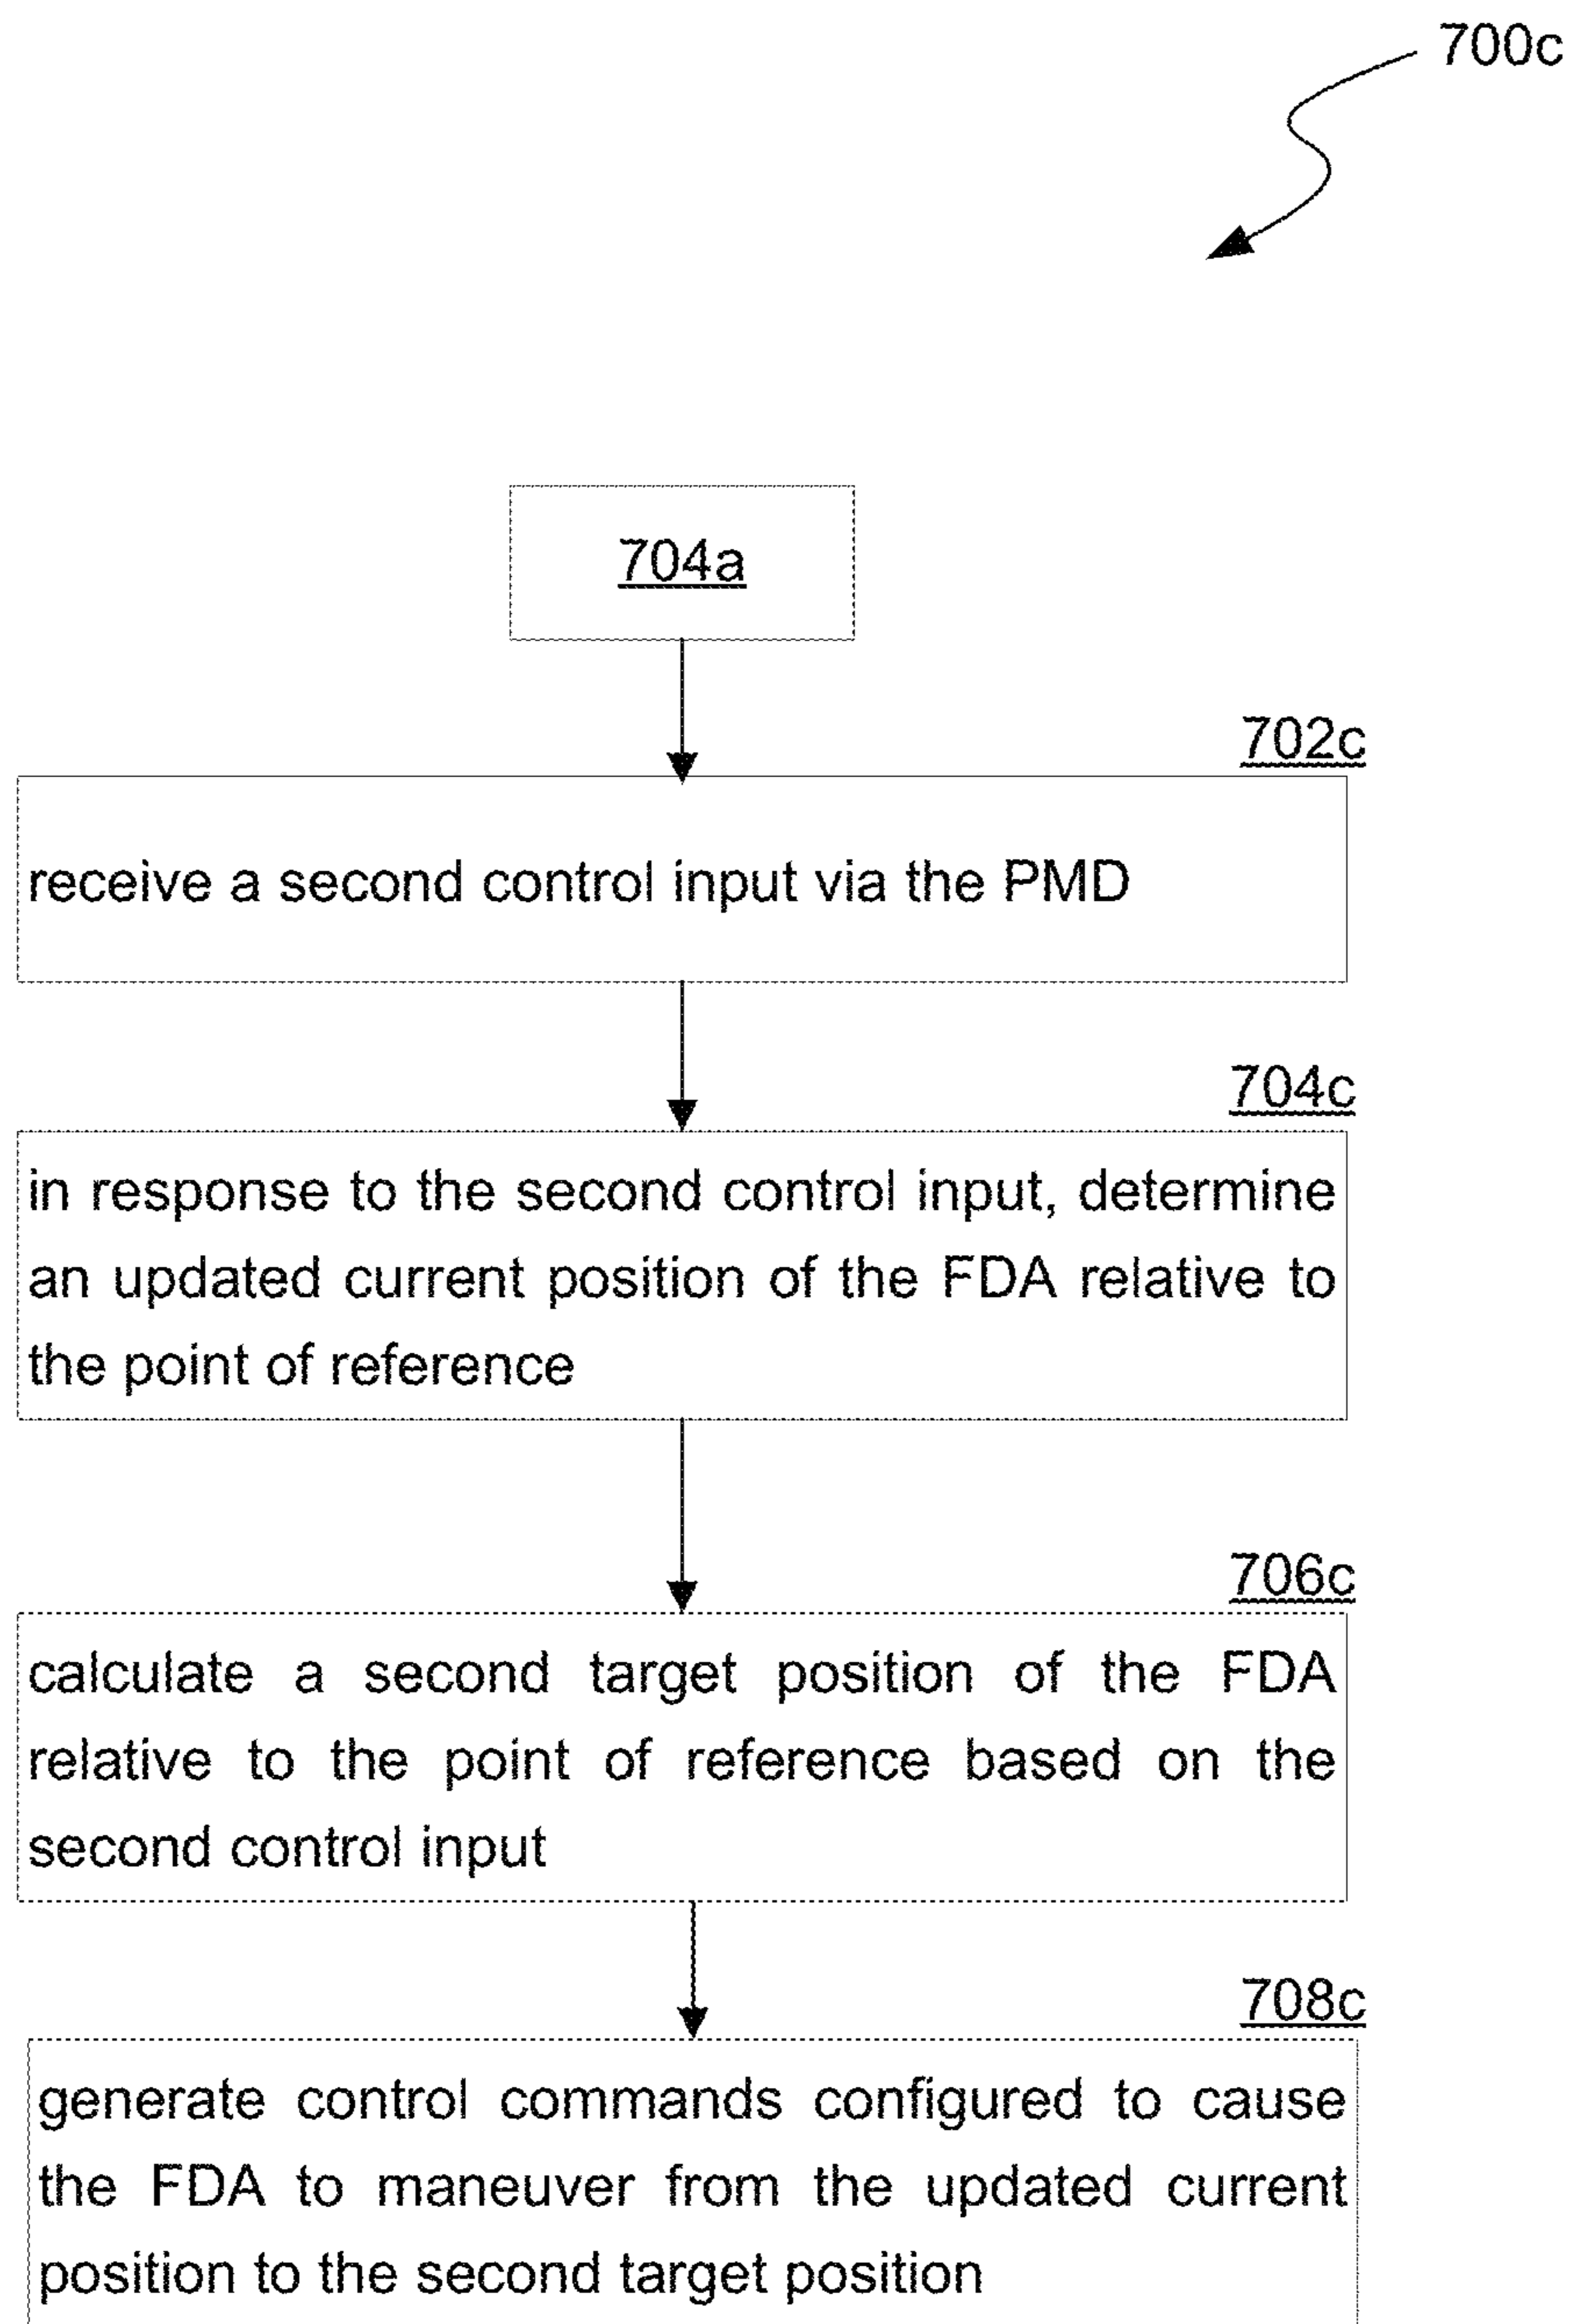 700c
704a
702c
receive a second control input via the PMD
704c
in response to the second control input, determine
an updated current position of the FDA relative to
the point of reference
706c
calculate a second target position of the FDA
relative to the point of reference based on the
second control input
708c
generate control commands configured to cause
the FDA to maneuver from the updated current
position to the second target position